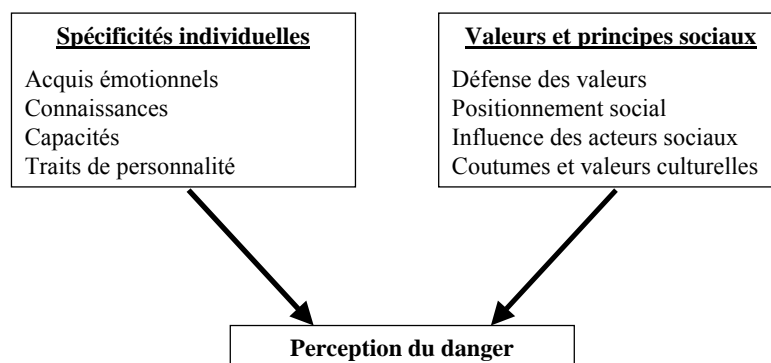 Spécificités individuelles
Acquis émotionnels
Connaissances
Capacités
Traits de personnalité
Valeurs et principes sociaux
Défense des valeurs
Positionnement social
Influence des acteurs sociaux
Coutumes et valeurs culturelles
Perception du danger